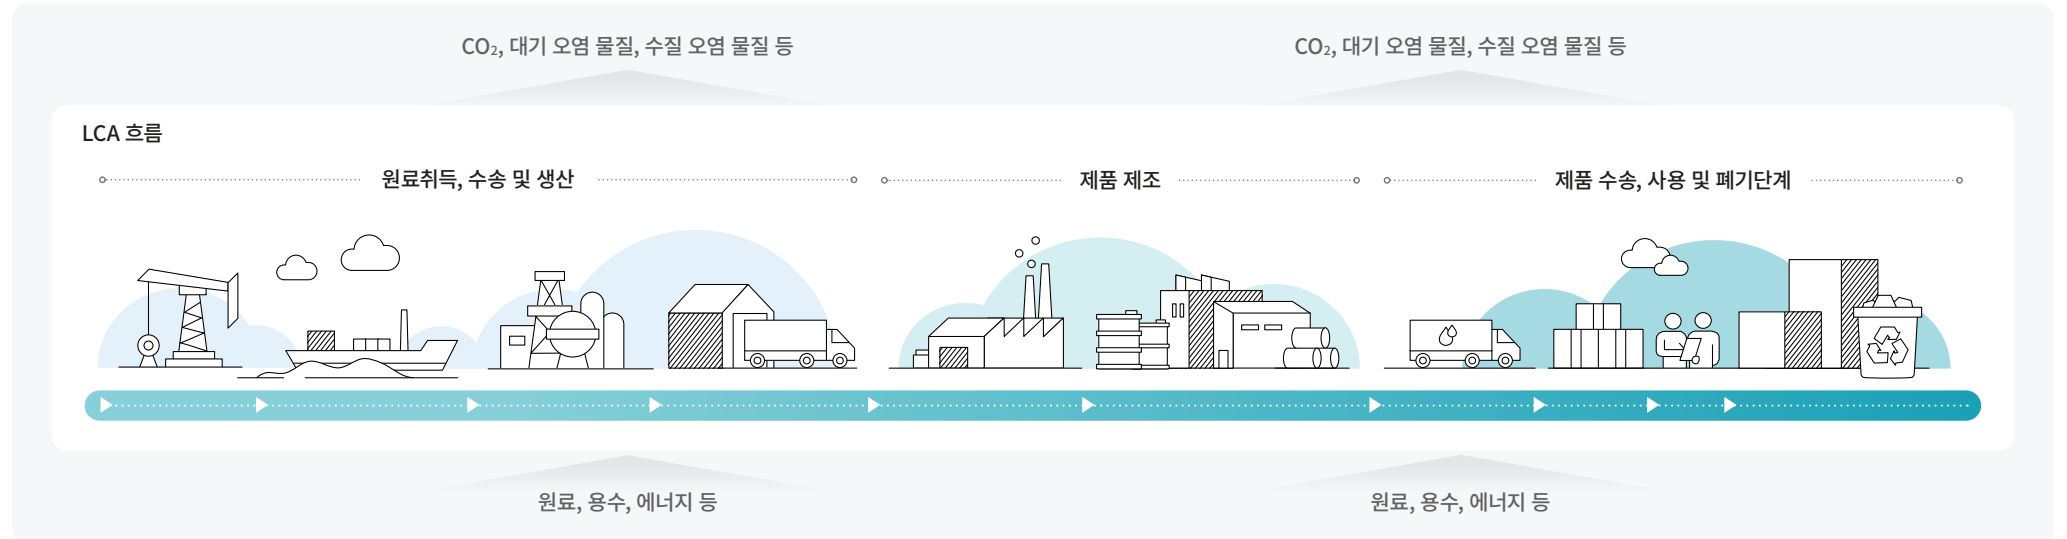 CO₂, 대기 오염 물질, 수질 오염 물질 등
CO₂, 대기 오염 물질, 수질 오염 물질 등
LCA 흐름
원료취득, 수송 및 생산
제품 제조
제품 수송, 사용 및 폐기단계
원료, 용수, 에너지 등
원료, 용수, 에너지 등